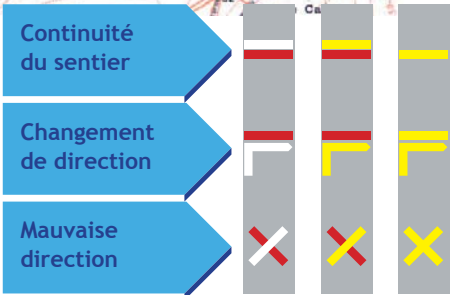 Continuité
du sentier
Changement
de direction
Mauvaise
direction